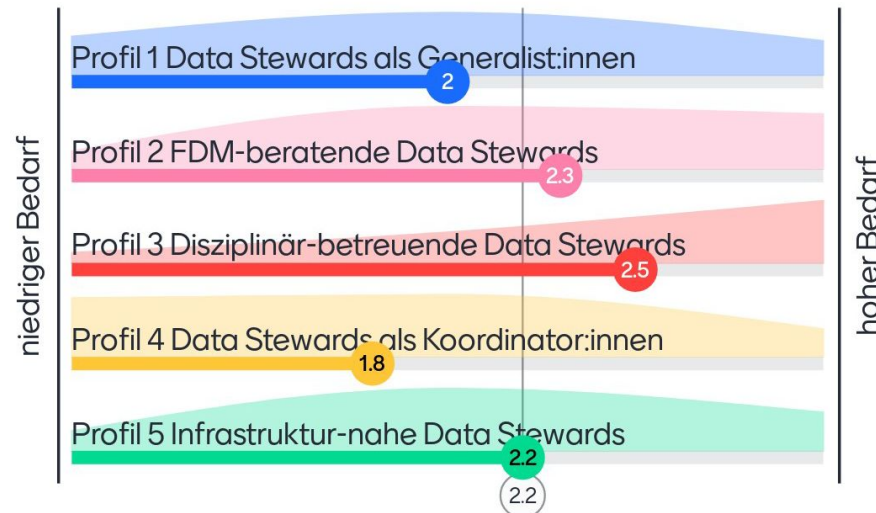 niedriger Bedarf
Profil 1 Data Stewards als Generalist:innen
2
Profil 2 FDM-beratende Data Stewards
2.3
Profil 3 Disziplinär-betreuende Data Stewards
2.5
Profil 4 Data Stewards als Koordinator:innen
1.8
Profil 5 Infrastruktur-nahe Data Stewards
2.2
2.2
hoher Bedarf